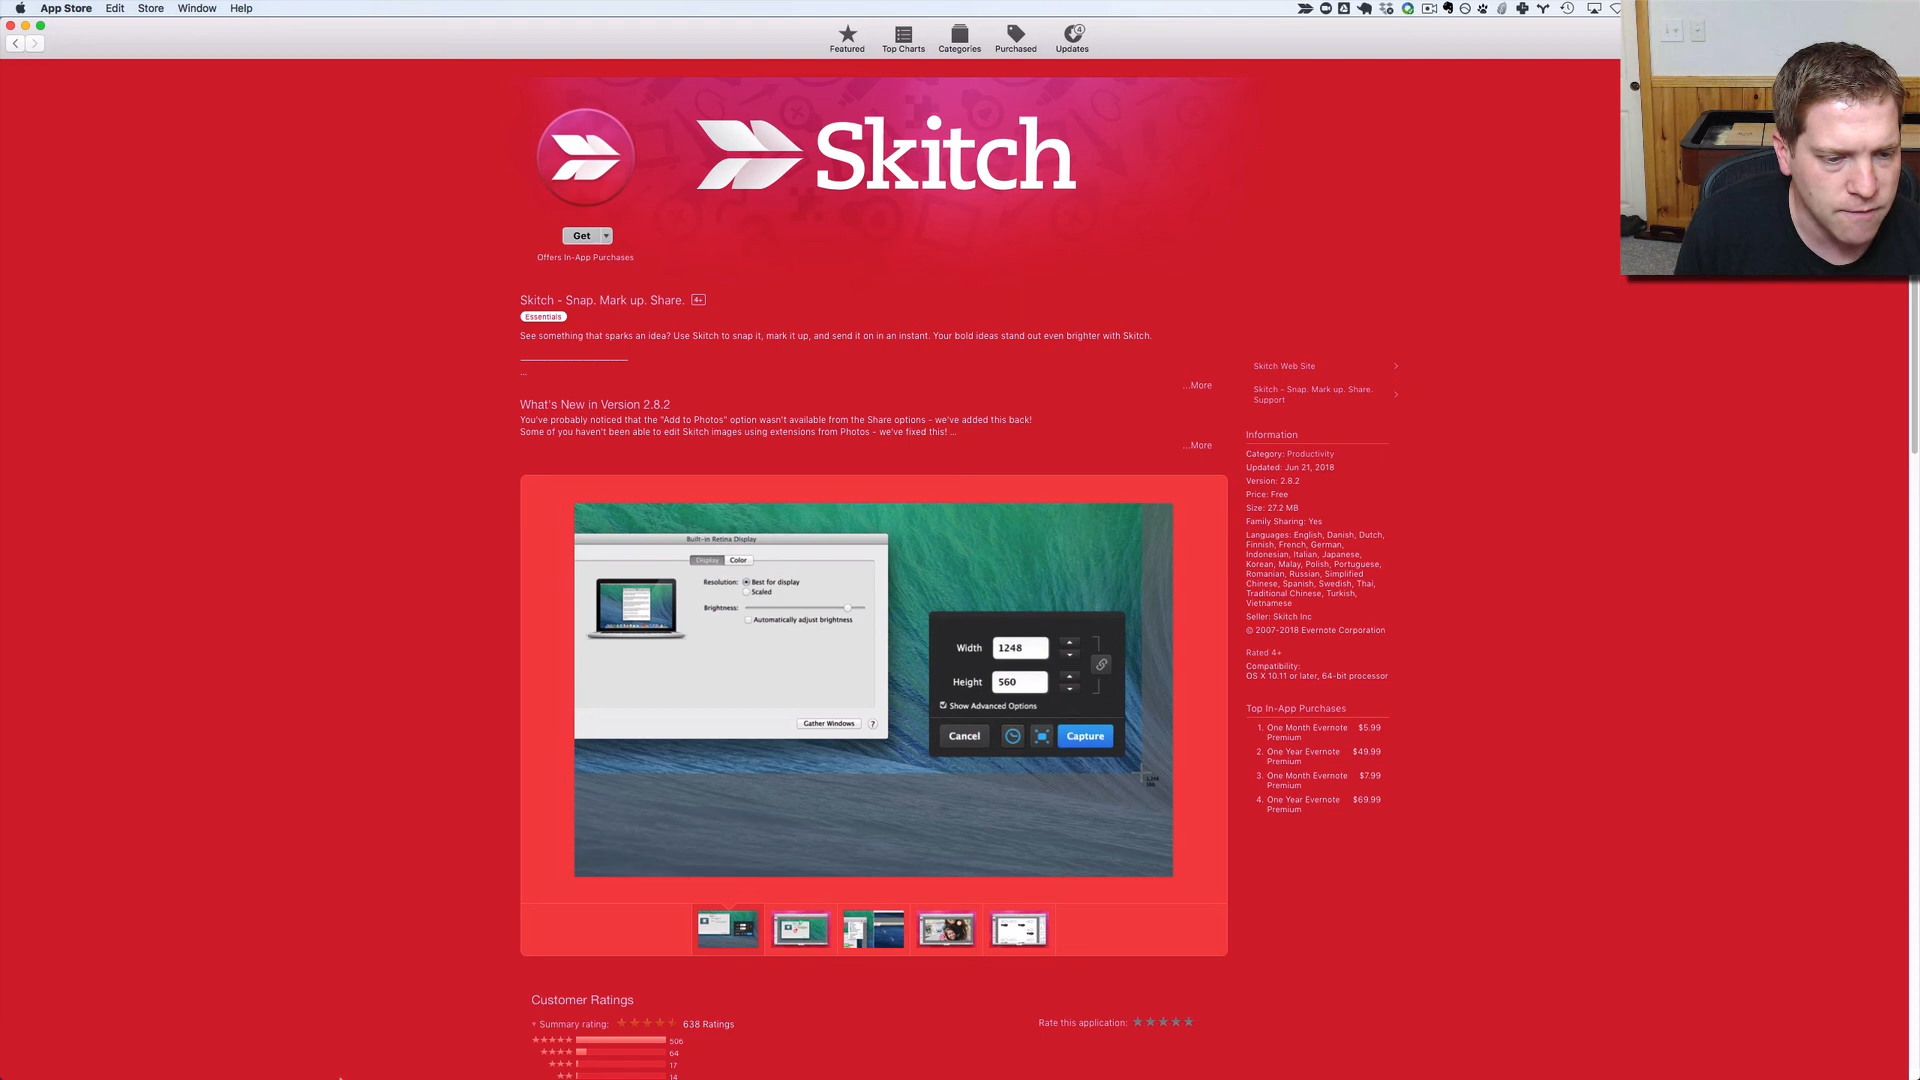 App Store Edit Store Window Help
Featured Top Charts Categories Purchased Updates
4
Skitch
Get
Offers In-App Purchases
Skitch - Snap. Mark up. Share. 4+
Essentials
See something that sparks an idea? Use Skitch to snap it, mark it up, and send it on in an instant. Your bold ideas stand out even brighter with Skitch.
...
...More
What's New in Version 2.8.2
You've probably noticed that the "Add to Photos" option wasn't available from the Share options - we've added this back!
Some of you haven't been able to edit Skitch images using extensions from Photos - we've fixed this! ...
...More
Built-in Retina Display
Display Color
Resolution: Best for display
Scaled
Brightness:
Automatically adjust brightness
Gather Windows ?
Width 1248
Height 560
Show Advanced Options
Cancel Capture
Skitch Web Site
Skitch - Snap. Mark up. Share.
Support
Information
Category: Productivity
Updated: Jun 21, 2018
Version: 2.8.2
Price: Free
Size: 27.2 MB
Family Sharing: Yes
Languages: English, Danish, Dutch,
Finnish, French, German,
Indonesian, Italian, Japanese,
Korean, Malay, Polish, Portuguese,
Romanian, Russian, Simplified
Chinese, Spanish, Swedish, Thai,
Traditional Chinese, Turkish,
Vietnamese
Seller: Skitch Inc
© 2007-2018 Evernote Corporation
Rated 4+
Compatibility:
OS X 10.11 or later, 64-bit processor
Top In-App Purchases
1. One Month Evernote Premium $5.99
2. One Year Evernote Premium $49.99
3. One Month Evernote Premium $7.99
4. One Year Evernote Premium $69.99
Customer Ratings
Summary rating: 638 Ratings
Rate this application:
506
64
17
14